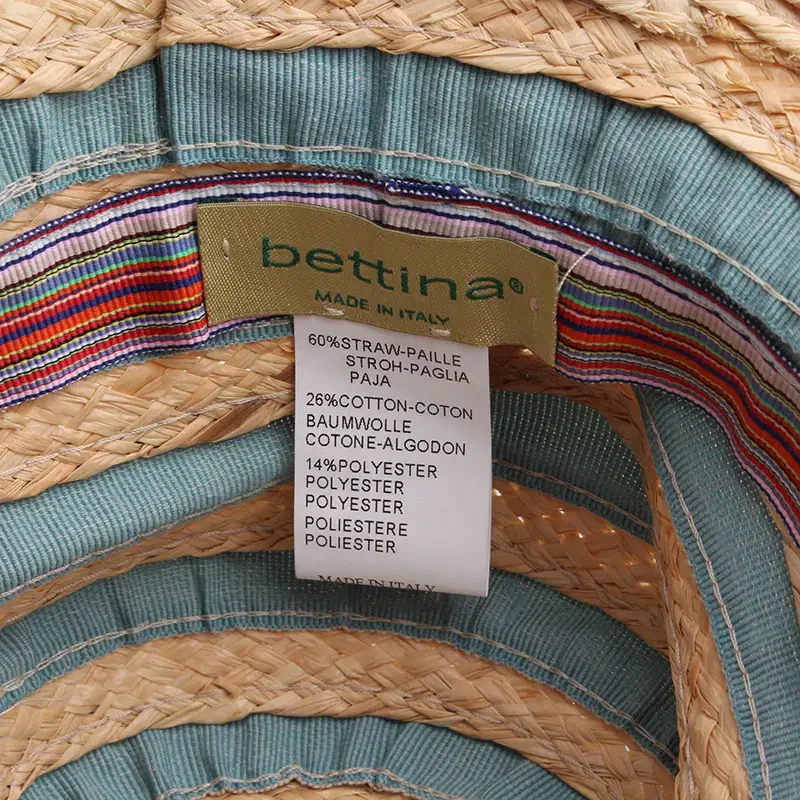 bettina®
MADE IN ITALY
60%STRAW-PAILLE
STROH-PAGLIA
PAJA
26%COTTON-COTON
BAUMWOLLE
COTONE-ALGODON
14%POLYESTER
POLYESTER
POLYESTER
POLIESTERE
POLIESTER
MADE IN ITALY